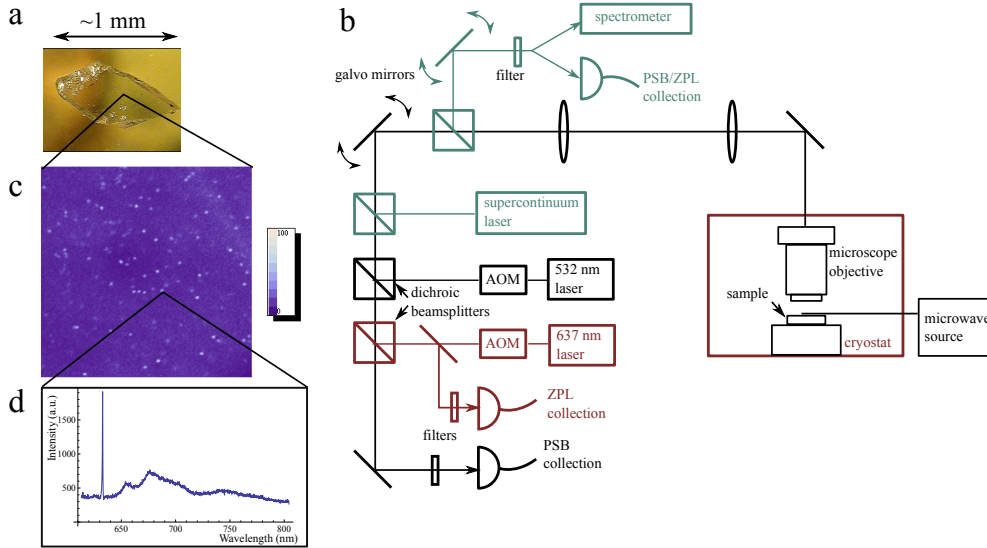 a
~1 mm
b
spectrometer
galvo mirrors
filter
PSB/ZPL
collection
c
supercontinuum
laser
100
0
microscope
objective
AOM
532 nm
laser
dichroic
beamsplitters
sample
microwave
source
AOM
637 nm
laser
cryostat
d
ZPL
collection
filters
PSB
collection
Intensity (a.u.)
1500
1000
500
650
700
750
800
Wavelength (nm)